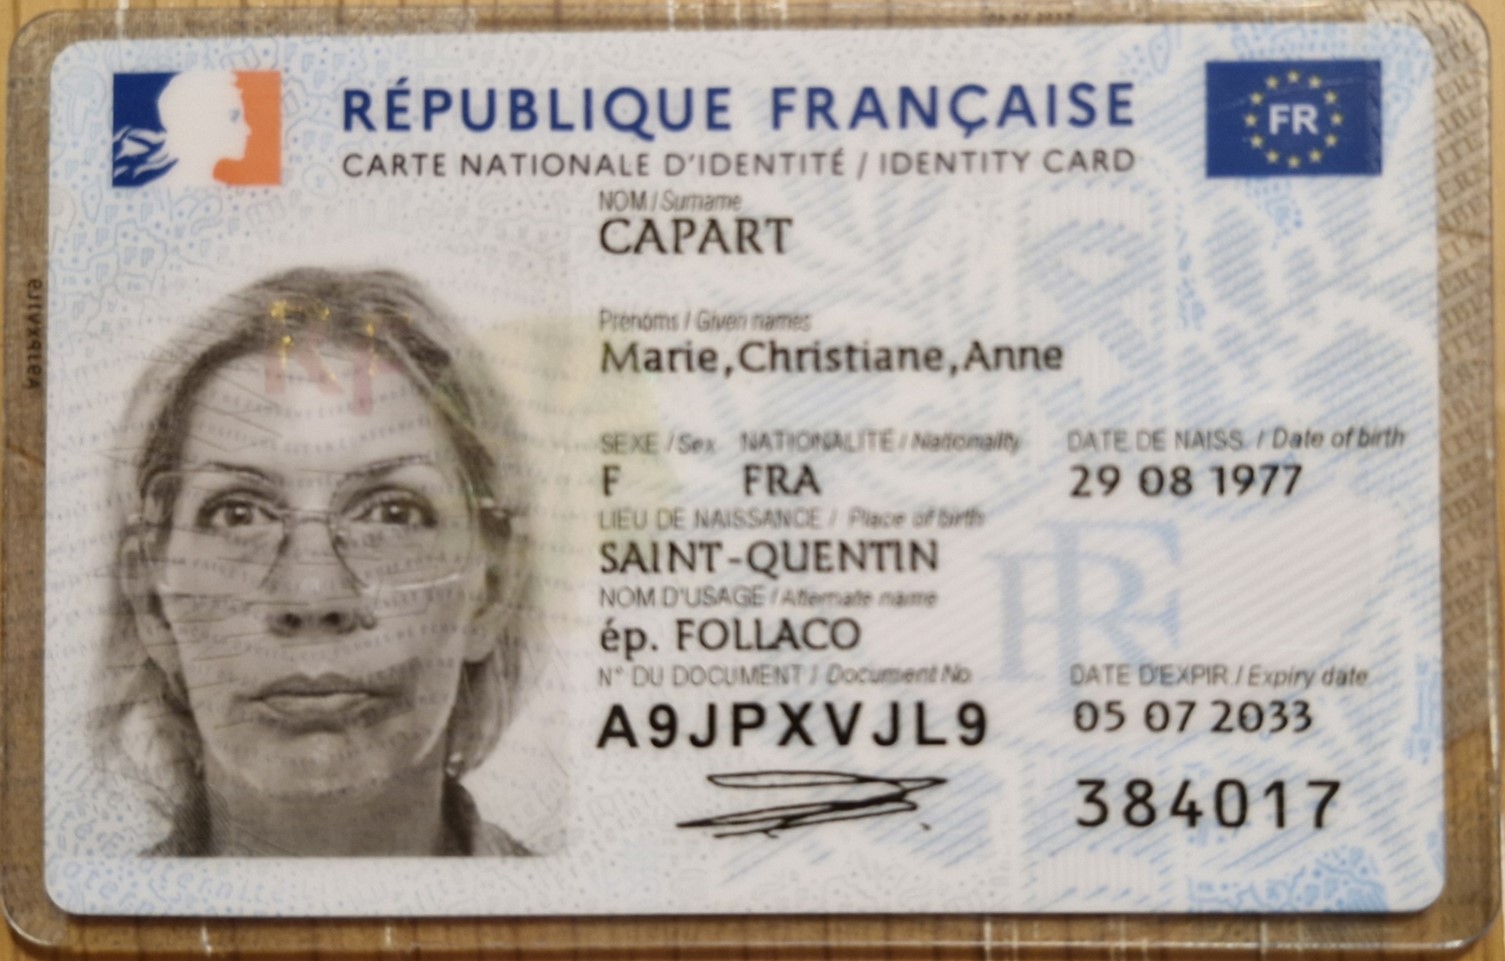 RÉPUBLIQUE FRANÇAISE
FR
CARTE NATIONALE D'IDENTITÉ / IDENTITY CARD
NOM / Surname
CAPART
Prénoms / Given names
Marie,Christiane,Anne
SEXE / Sex NATIONALITÉ / Nationality DATE DE NAISS. / Date of birth
F FRA 29 08 1977
LIEU DE NAISSANCE / Place of birth
SAINT-QUENTIN
NOM D'USAGE / Alternate name
ép. FOLLACO
N° DU DOCUMENT / Document No DATE D'EXPIR / Expiry date
A9JPXVJL9 05 07 2033
384017
RF